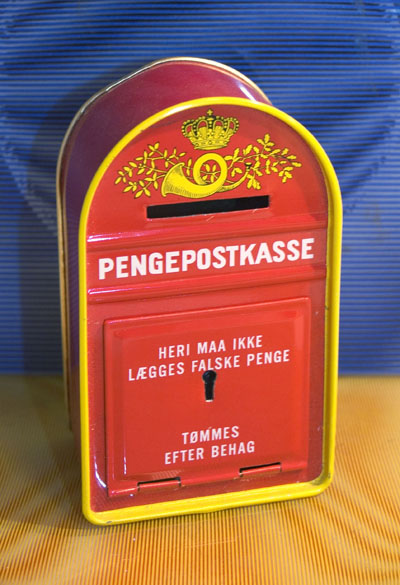 PENGEPOSTKASSE
HERI MAA IKKE
LÆGGES FALSKE PENGE
TØMMES
EFTER BEHAG